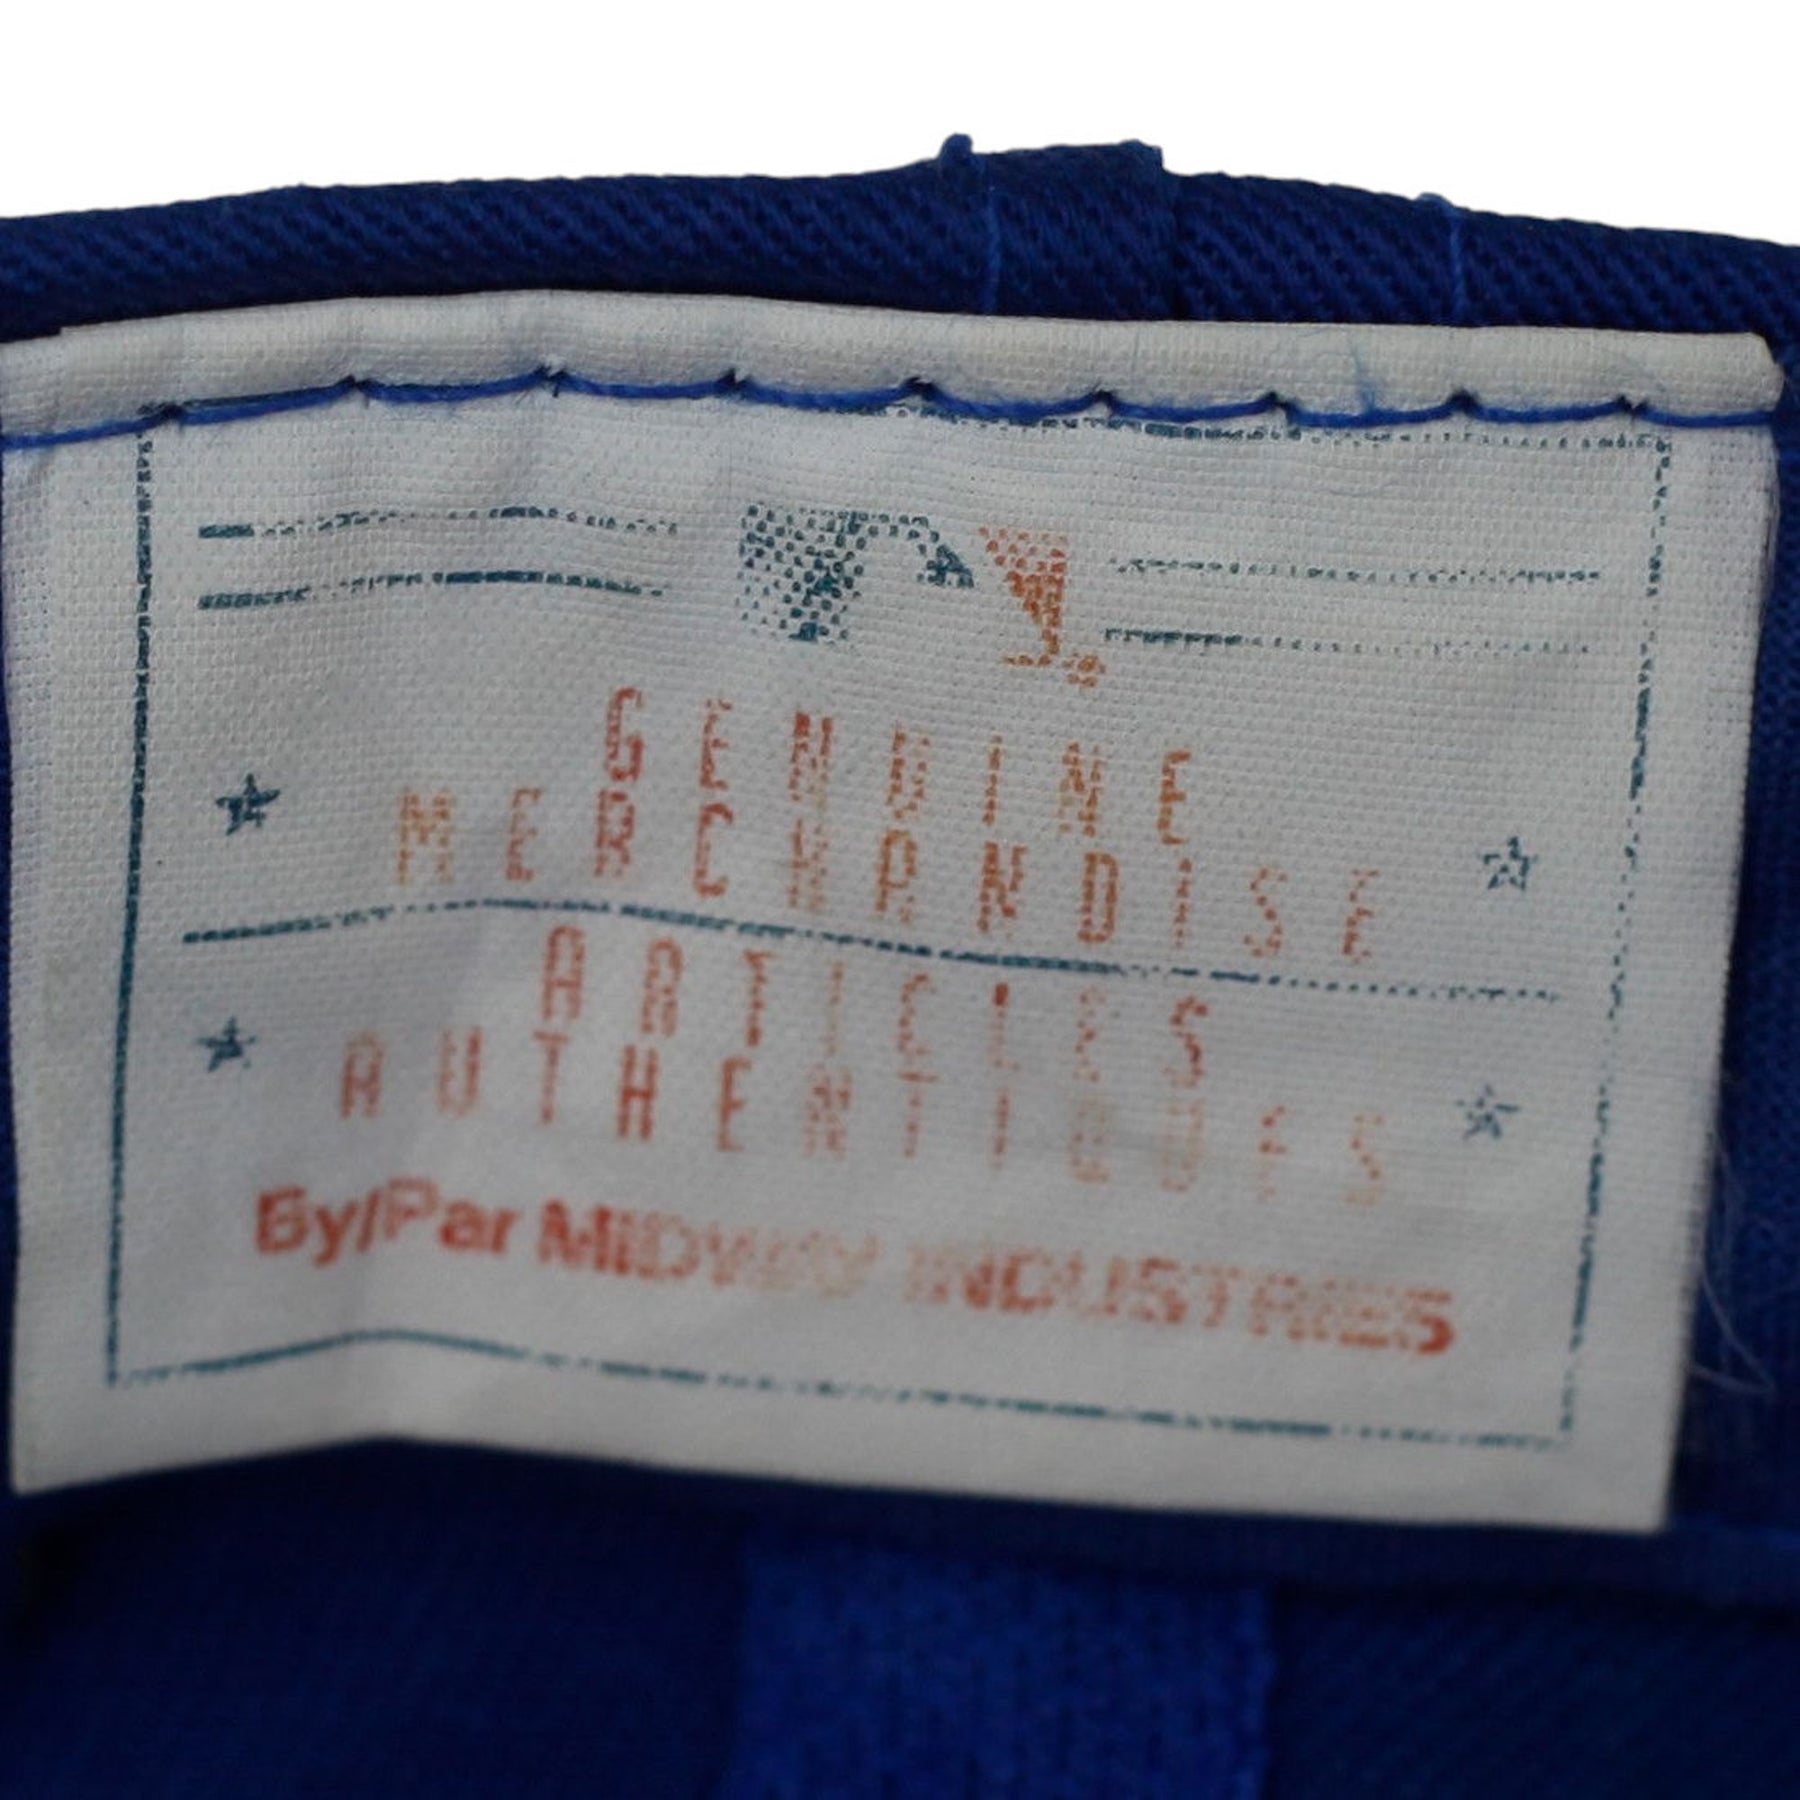 GENUINE
MERCHANDISE
ARTICLES
AUTHENTIQUES
By/Par MIDWAY INDUSTRIES